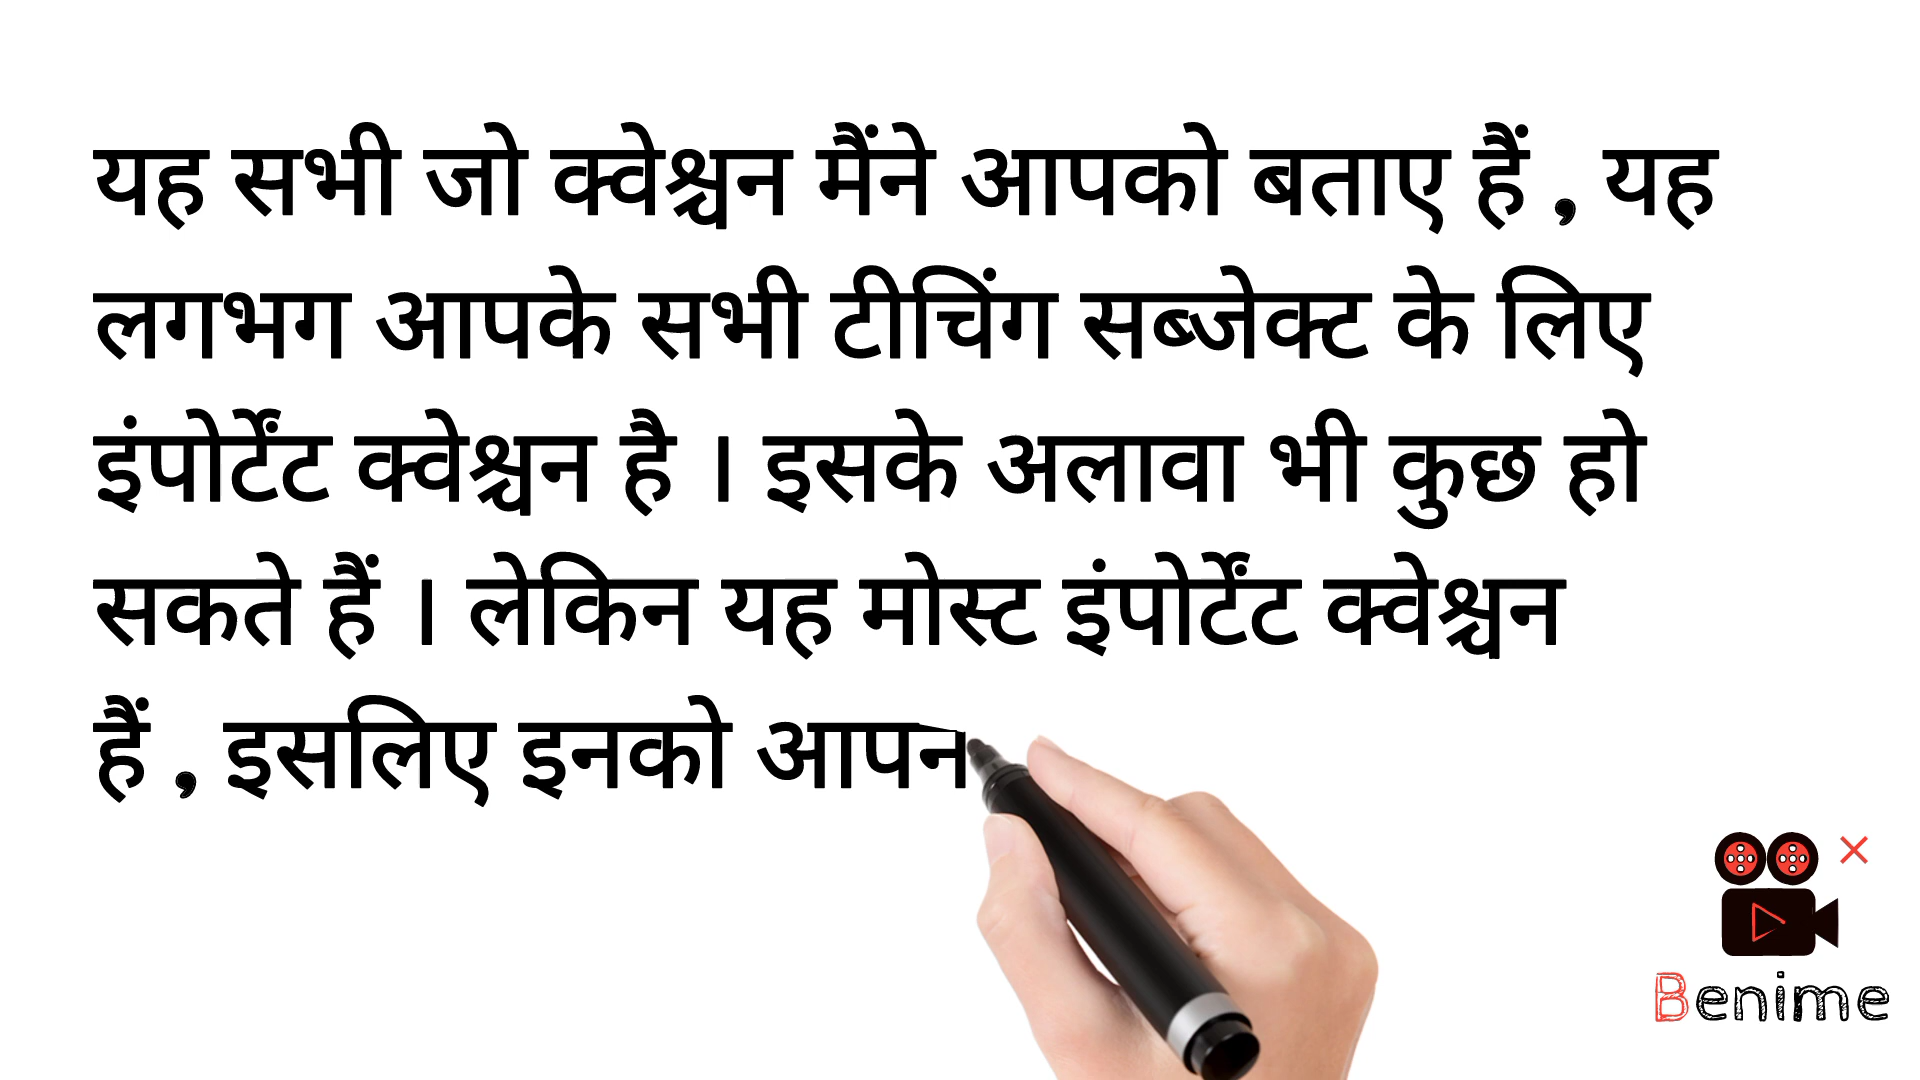 यह सभी जो क्वेश्चन मैंने आपको बताए हैं , यह
लगभग आपके सभी टीचिंग सब्जेक्ट के लिए
इंपोर्टेंट क्वेश्चन है । इसके अलावा भी कुछ हो
सकते हैं । लेकिन यह मोस्ट इंपोर्टेंट क्वेश्चन
हैं , इसलिए इनको आपन
Benime